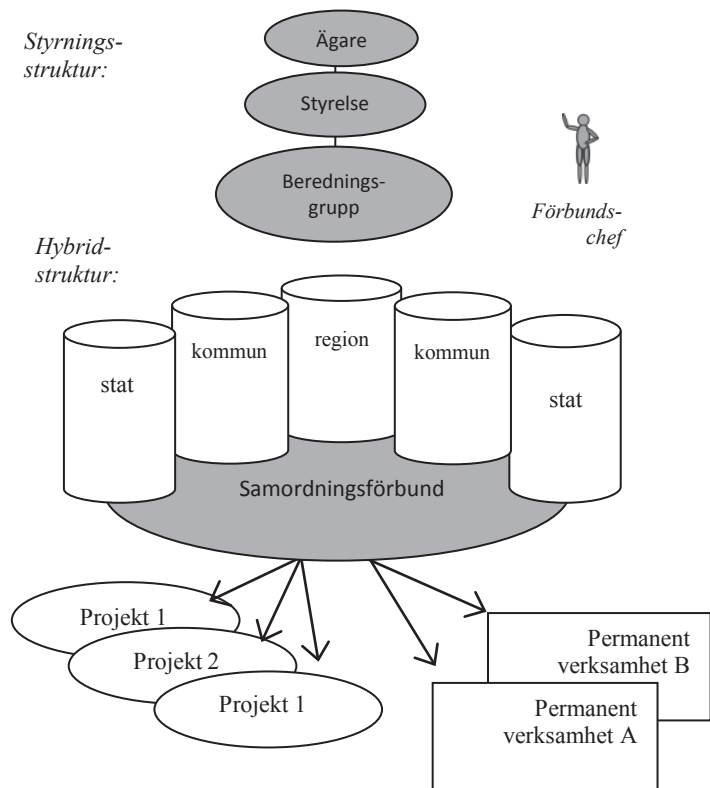 Styrnings-
struktur:
Ägare
Styrelse
Berednings-
grupp
Förbunds-
chef
Hybrid-
struktur:
stat
kommun
region
kommun
stat
Samordningsförbund
Projekt 1
Projekt 2
Projekt 1
Permanent
verksamhet B
Permanent
verksamhet A